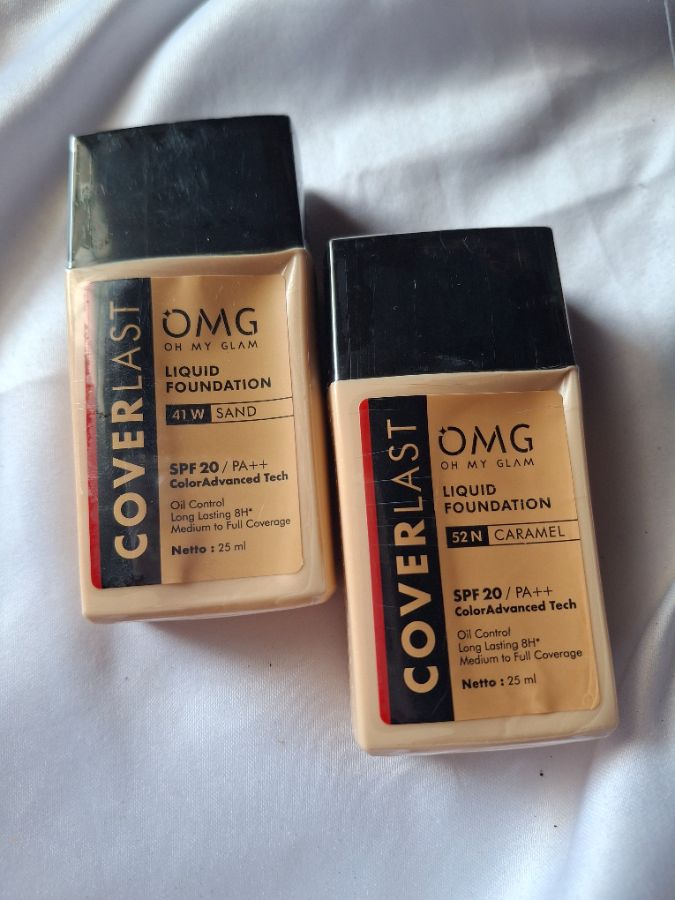 COVERLAST
OMG
OH MY GLAM
LIQUID
FOUNDATION
41 W SAND
SPF 20 / PA++
ColorAdvanced Tech
Oil Control
Long Lasting 8H*
Medium to Full Coverage
Netto : 25 ml
COVERLAST
OMG
OH MY GLAM
LIQUID
FOUNDATION
52 N CARAMEL
SPF 20 / PA++
ColorAdvanced Tech
Oil Control
Long Lasting 8H*
Medium to Full Coverage
Netto : 25 ml